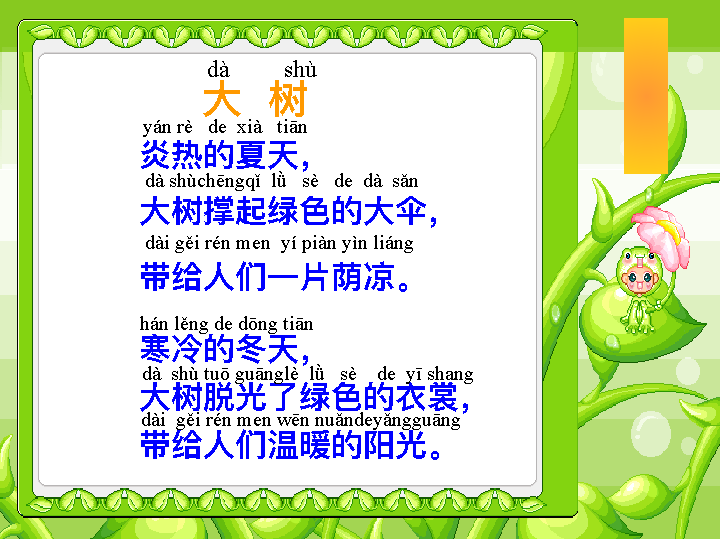 dà shù
大 树
yán rè de xià tiān
炎热的夏天，
dà shùchēngqǐ lǜ sè de dà sǎn
大树撑起绿色的大伞，
dài gěi rén men yí piàn yìn liáng
带给人们一片荫凉。
hán lěng de dōng tiān
寒冷的冬天，
dà shù tuō guānglè lǜ sè de yī shang
大树脱光了绿色的衣裳，
dài gěi rén men wēn nuǎndeyǎngguāng
带给人们温暖的阳光。